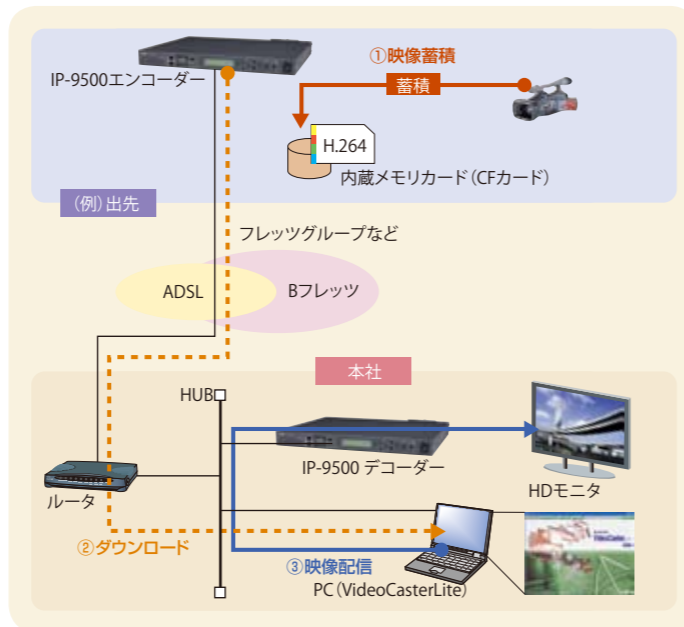 ①映像蓄積
IP-9500エンコーダー
蓄積
H.264
内蔵メモリカード(CFカード)
(例)出先
フレッツグループなど
ADSL
Bフレッツ
本社
HUB
IP-9500 デコーダー
HDモニタ
ルータ
②ダウンロード
③映像配信
PC(VideoCasterLite)